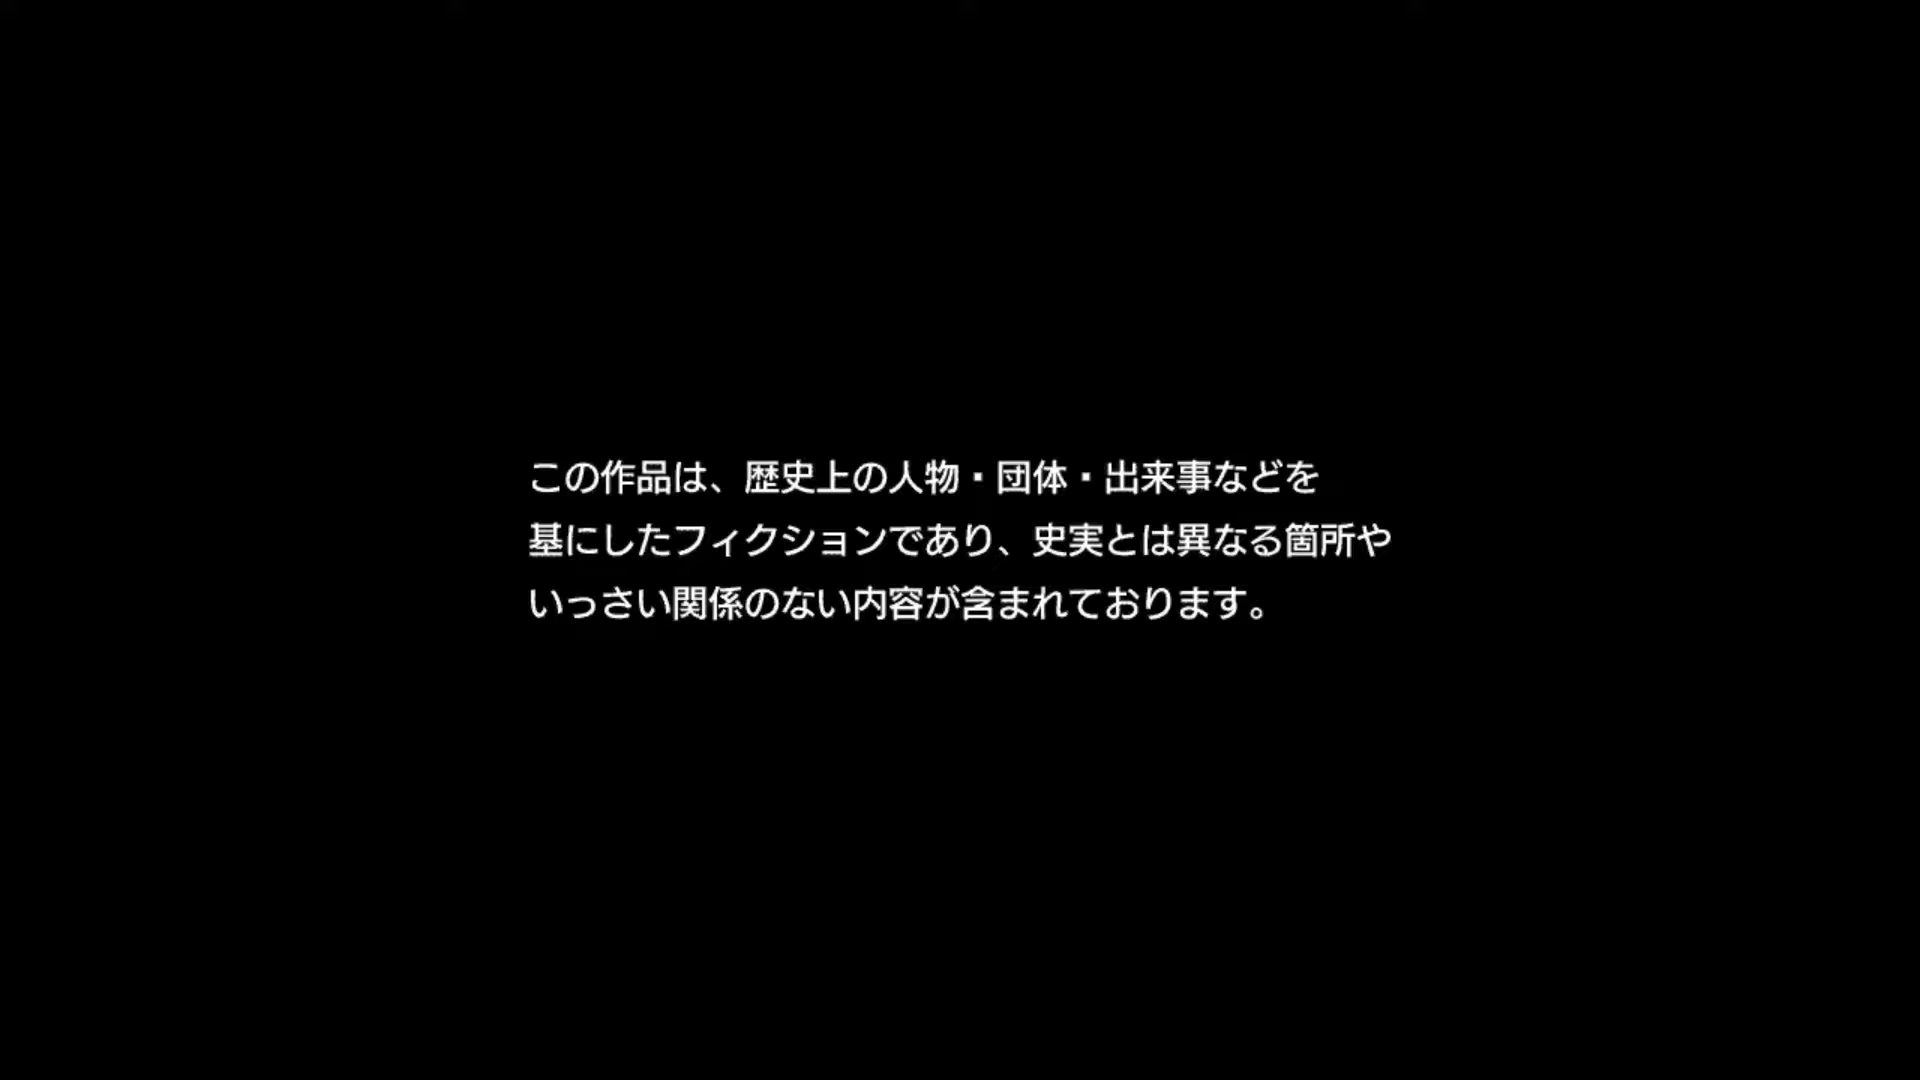 この作品は、歴史上の人物・団体・出来事などを
基にしたフィクションであり、史実とは異なる箇所や
いっさい関係のない内容が含まれております。